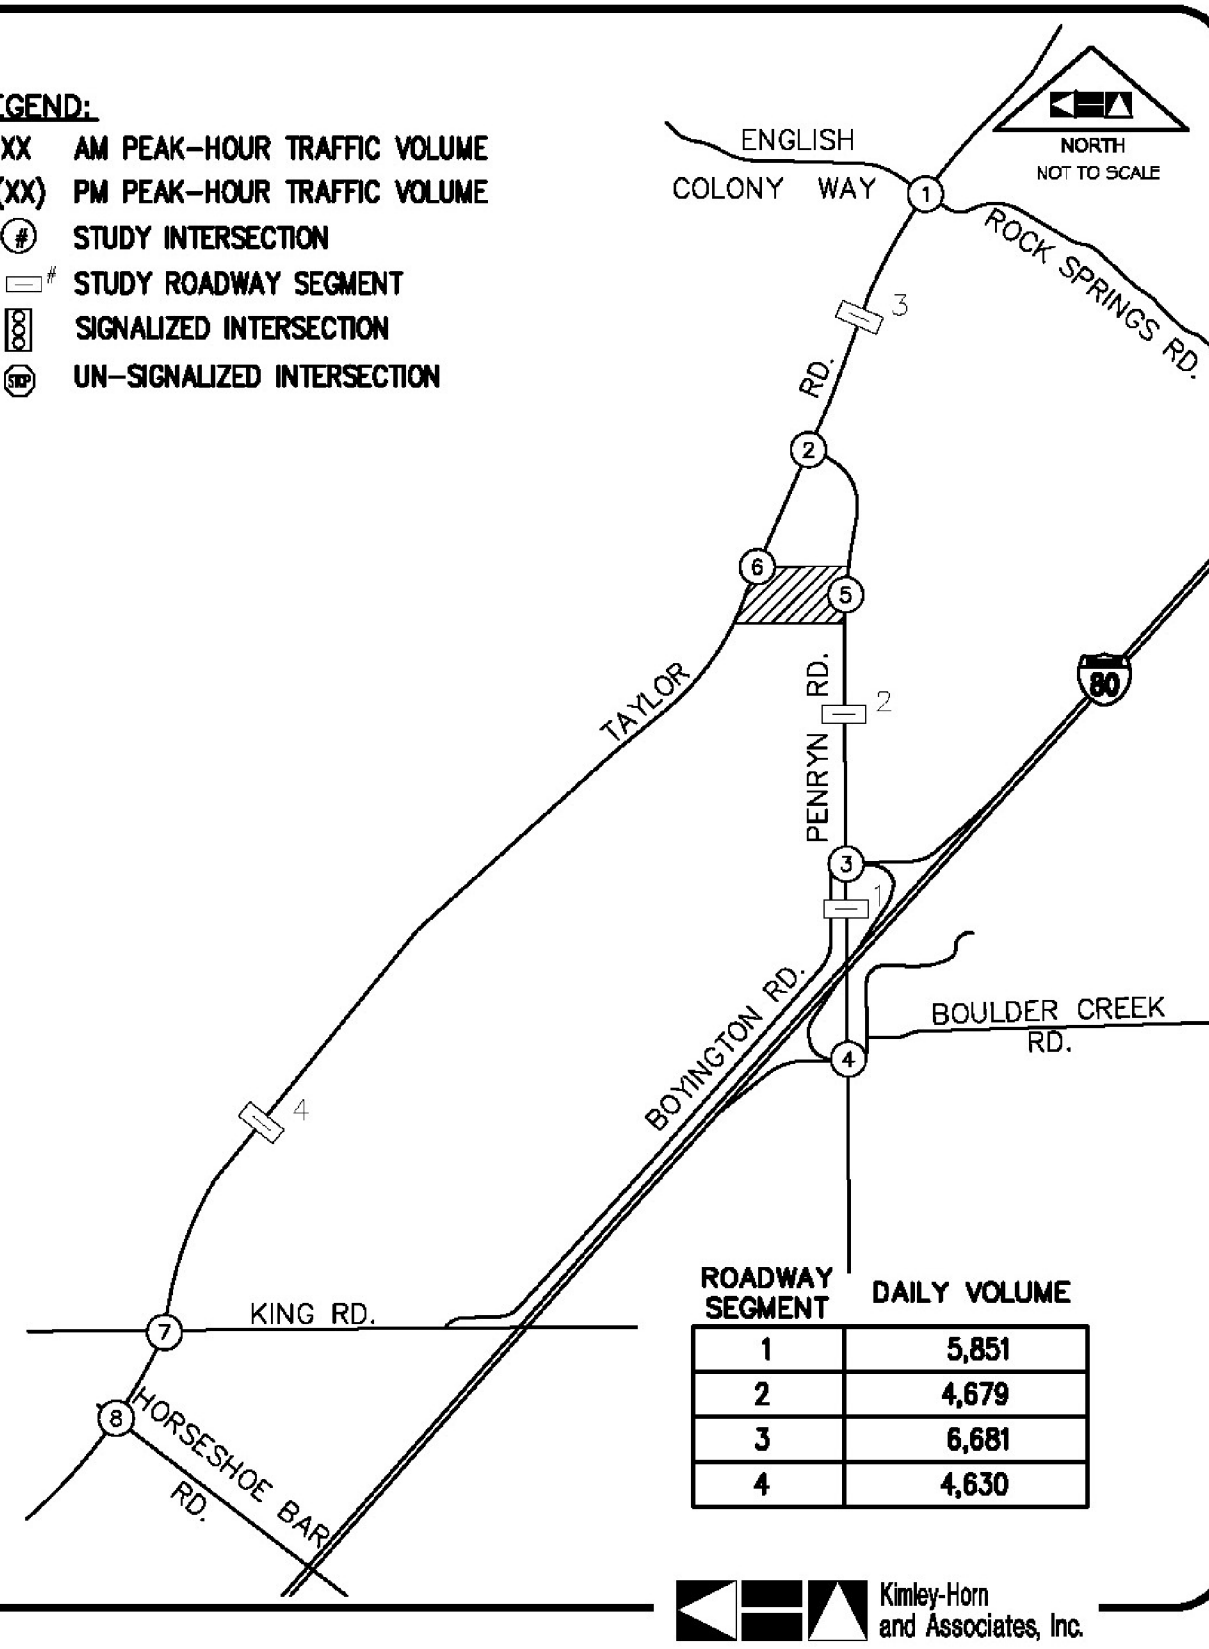 EGEND:
XX AM PEAK-HOUR TRAFFIC VOLUME
(XX) PM PEAK-HOUR TRAFFIC VOLUME
# STUDY INTERSECTION
# STUDY ROADWAY SEGMENT
SIGNALIZED INTERSECTION
STOP UN-SIGNALIZED INTERSECTION
NORTH
NOT TO SCALE
ENGLISH
COLONY WAY
1
ROCK SPRINGS RD.
3
RD.
2
6
5
TAYLOR
PENRYN RD.
2
80
3
1
BOYINGTON RD.
BOULDER CREEK
RD.
4
4
KING RD.
7
8
HORSESHOE BAR
RD.
ROADWAY
SEGMENT
DAILY VOLUME
1 5,851
2 4,679
3 6,681
4 4,630
Kimley-Horn
and Associates, Inc.